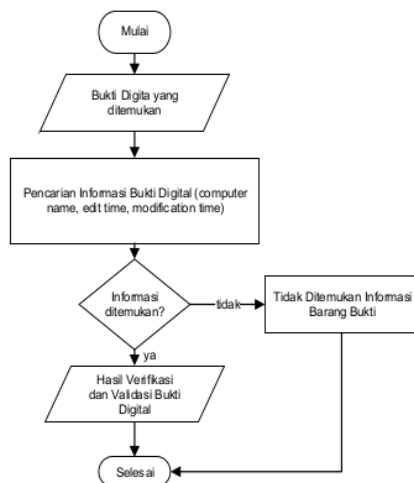 Mulai
Bukti Digita yang
ditemukan
Pencarian Informasi Bukti Digital (computer
name, edit time, modification time)
Informasi
ditemukan?
tidak
Tidak Ditemukan Informasi
Barang Bukti
ya
Hasil Verifikasi
dan Validasi Bukti
Digital
Selesai